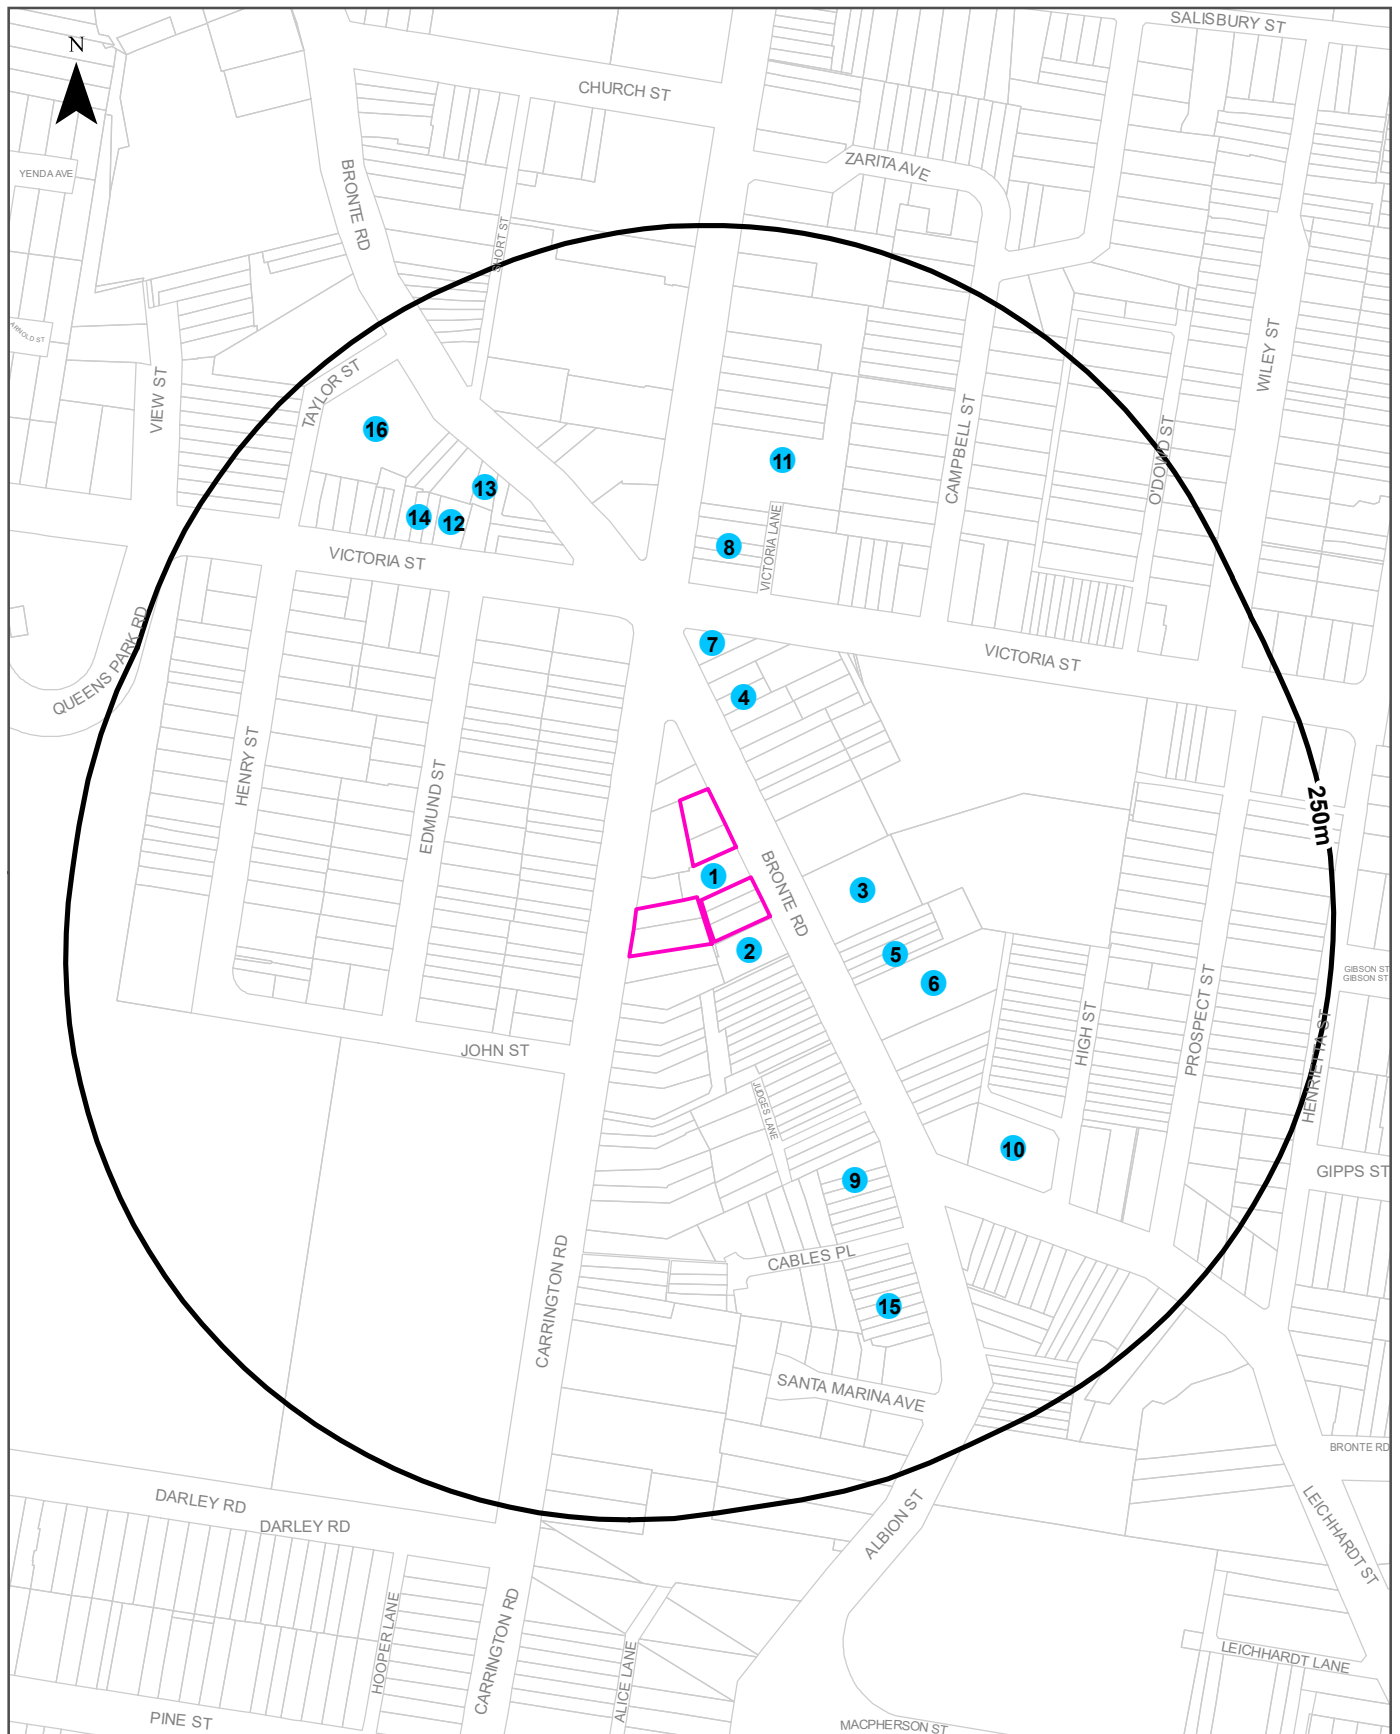 SALISBURY ST
N
CHURCH ST
ZARITA AVE
YENDA AVE
BRONTE RD
SHORT ST
ARNOLD ST
VIEW ST
TAYLOR ST
WILEY ST
CAMPBELL ST
O'DOWD ST
16
11
13
14
12
8
VICTORIA LANE
VICTORIA ST
QUEENS PARK RD
7
VICTORIA ST
4
HENRY ST
EDMUND ST
250m
1
BRONTE RD
3
2
5
6
GIBSON ST
GIBSON ST
HIGH ST
PROSPECT ST
HENRIETTA ST
JOHN ST
JUDGES LANE
10
9
GIPPS ST
CABLES PL
CARRINGTON RD
15
SANTA MARINA AVE
BRONTE RD
DARLEY RD
DARLEY RD
ALBION ST
LEICHHARDT ST
HOOPER LANE
CARRINGTON RD
ALICE LANE
LEICHHARDT LANE
PINE ST
MACPHERSON ST